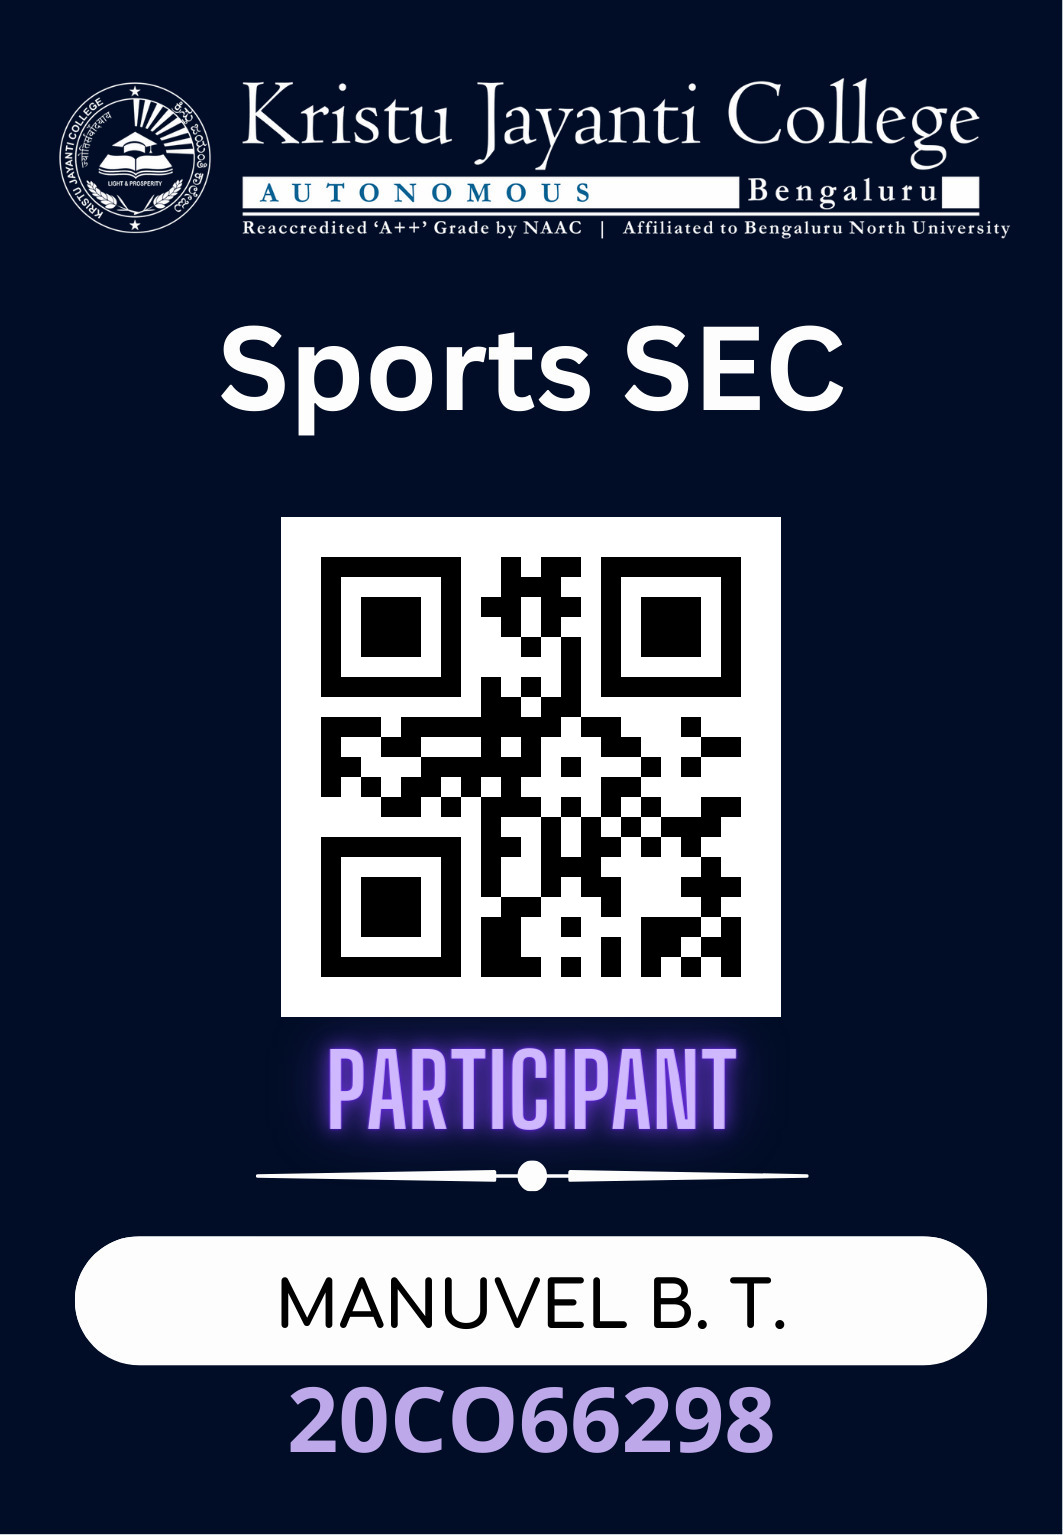 Kristu Jayanti College
AUTONOMOUS Bengaluru
Reaccredited ‘A++’ Grade by NAAC | Affiliated to Bengaluru North University
KRISTU JAYANTI COLLEGE
LIGHT & PROSPERITY
Sports SEC
PARTICIPANT
MANUVEL B. T.
20CO66298